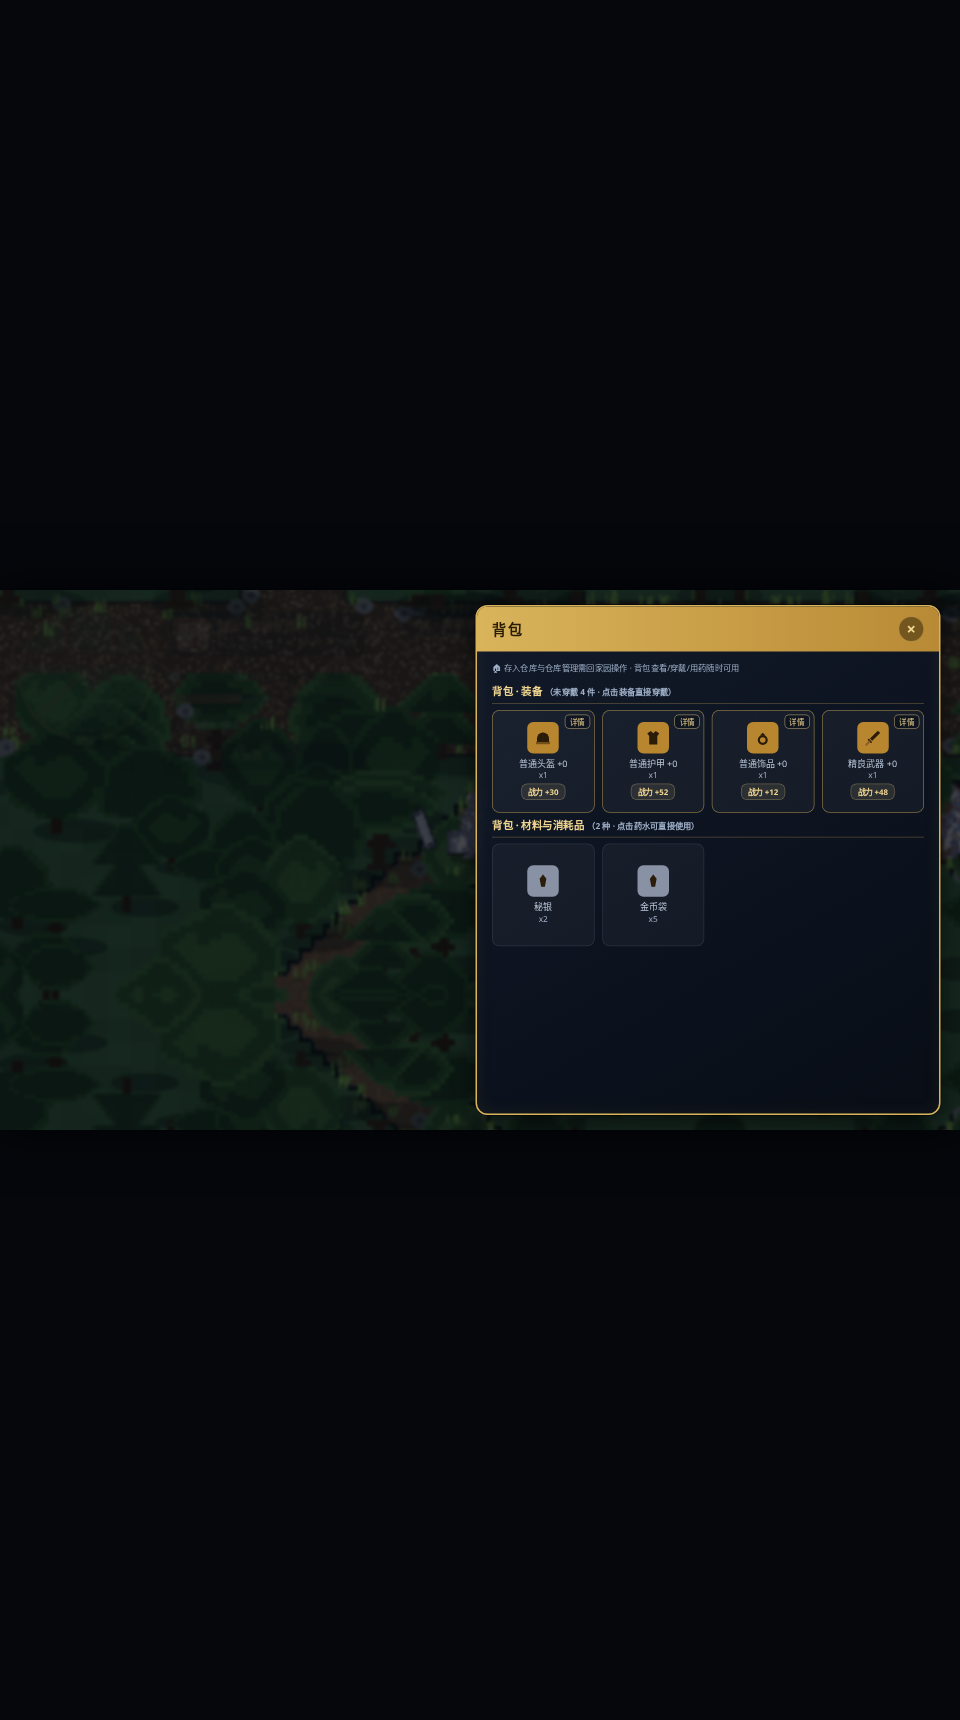 背包
×
存入仓库与仓库管理需回家园操作 · 背包查看/穿戴/用药随时可用
背包 · 装备 (未穿戴 4 件 · 点击装备直接穿戴)
详情 详情 详情 详情
普通头盔 +0 普通护甲 +0 普通饰品 +0 精良武器 +0
x1 x1 x1 x1
战力 +30 战力 +52 战力 +12 战力 +48
背包 · 材料与消耗品 (2 种 · 点击药水可直接使用)
秘银 金币袋
x2 x5